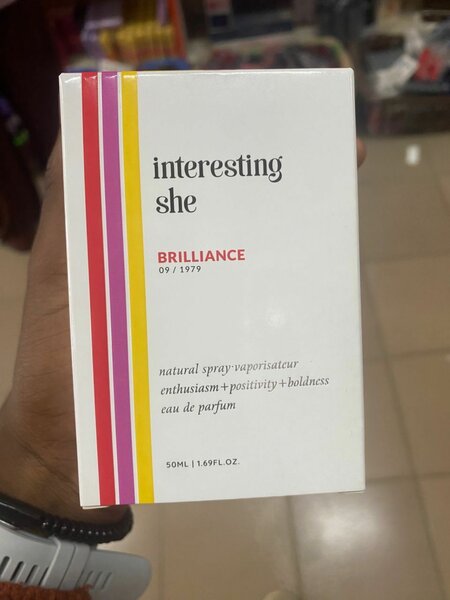 interesting
she
BRILLIANCE
09 / 1979
natural spray·vaporisateur
enthusiasm+positivity+boldness
eau de parfum
50ML | 1.69FL.OZ.